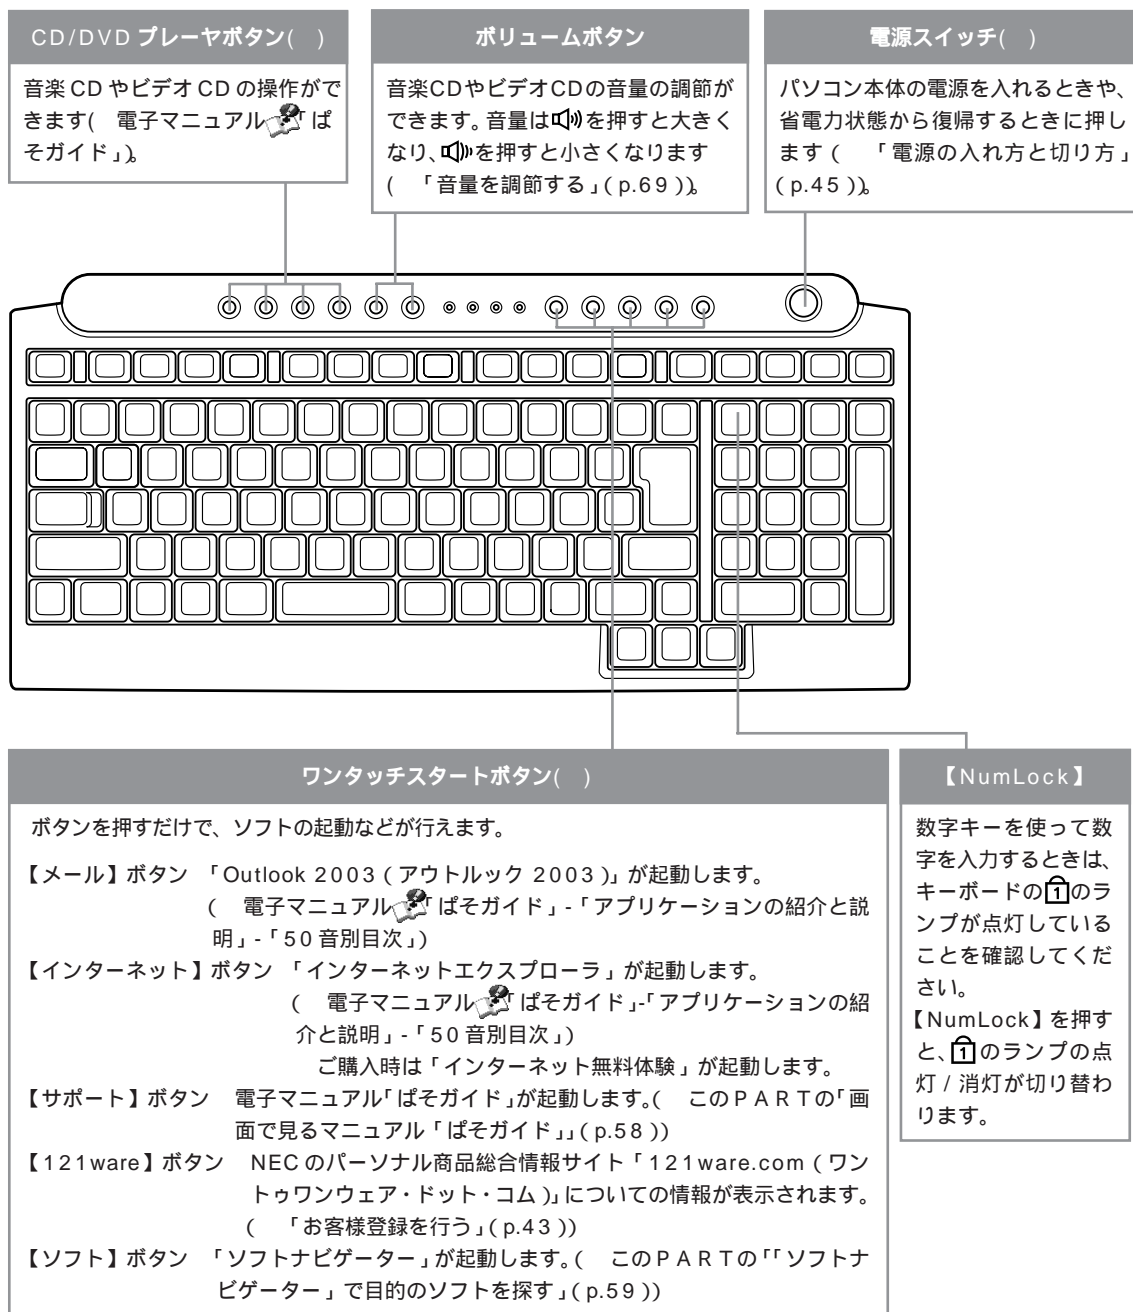 CD/DVD プレーヤボタン(　)
音楽 CD やビデオ CD の操作がで
きます(　電子マニュアル「ぱ
そガイド」)。
ボリュームボタン
音楽CDやビデオCDの音量の調節が
できます。音量はを押すと大きく
なり、を押すと小さくなります
(　「音量を調節する」(p.69))。
電源スイッチ(　)
パソコン本体の電源を入れるときや、
省電力状態から復帰するときに押し
ます(　「電源の入れ方と切り方」
(p.45))。
ワンタッチスタートボタン(　)
ボタンを押すだけで、ソフトの起動などが行えます。
【メール】ボタン　「Outlook 2003(アウトルック 2003)」が起動します。
(　電子マニュアル「ぱそガイド」-「アプリケーションの紹介と説
明」-「50 音別目次」)
【インターネット】ボタン　「インターネットエクスプローラ」が起動します。
(　電子マニュアル「ぱそガイド」-「アプリケーションの紹
介と説明」-「50 音別目次」)
ご購入時は「インターネット無料体験」が起動します。
【サポート】ボタン　電子マニュアル「ぱそガイド」が起動します。(　このPARTの「画
面で見るマニュアル「ぱそガイド」」(p.58))
【121ware】ボタン　NEC のパーソナル商品総合情報サイト「121ware.com(ワン
トゥワンウェア・ドット・コム)」についての情報が表示されます。
(　「お客様登録を行う」(p.43))
【ソフト】ボタン　「ソフトナビゲーター」が起動します。(　このPARTの「「ソフトナ
ビゲーター」で目的のソフトを探す」(p.59))
【NumLock】
数字キーを使って数
字を入力するときは、
キーボードの1のラ
ンプが点灯している
ことを確認してくだ
さい。
【NumLock】を押す
と、1のランプの点
灯 / 消灯が切り替わ
ります。